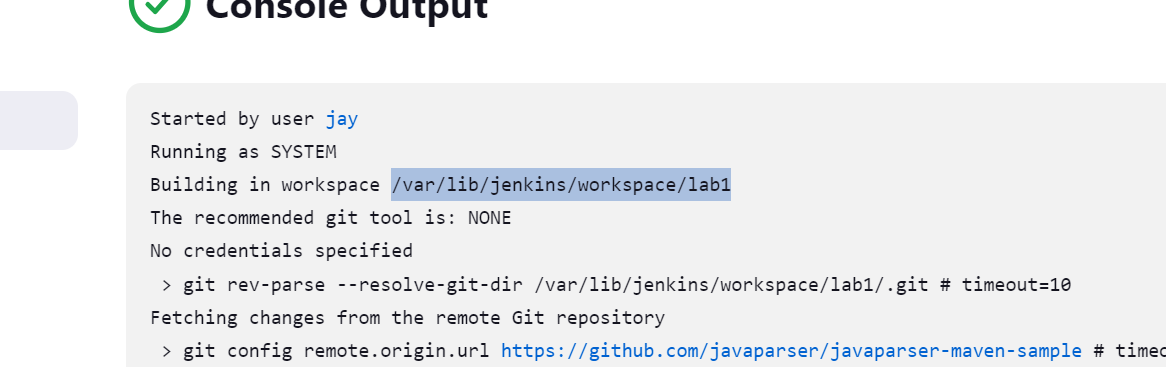 Console Output
Started by user jay
Running as SYSTEM
Building in workspace /var/lib/jenkins/workspace/lab1
The recommended git tool is: NONE
No credentials specified
 > git rev-parse --resolve-git-dir /var/lib/jenkins/workspace/lab1/.git # timeout=10
Fetching changes from the remote Git repository
 > git config remote.origin.url https://github.com/javaparser/javaparser-maven-sample #